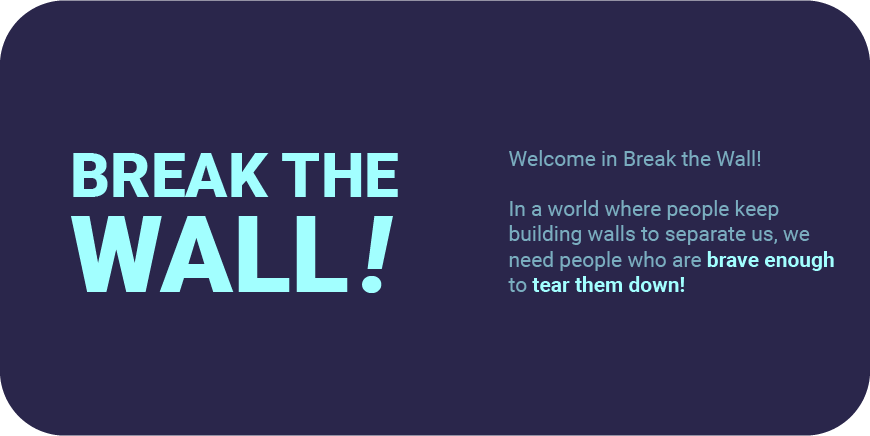 BREAK THE
WALL!
Welcome in Break the Wall!
In a world where people keep
building walls to separate us, we
need people who are brave enough
to tear them down!